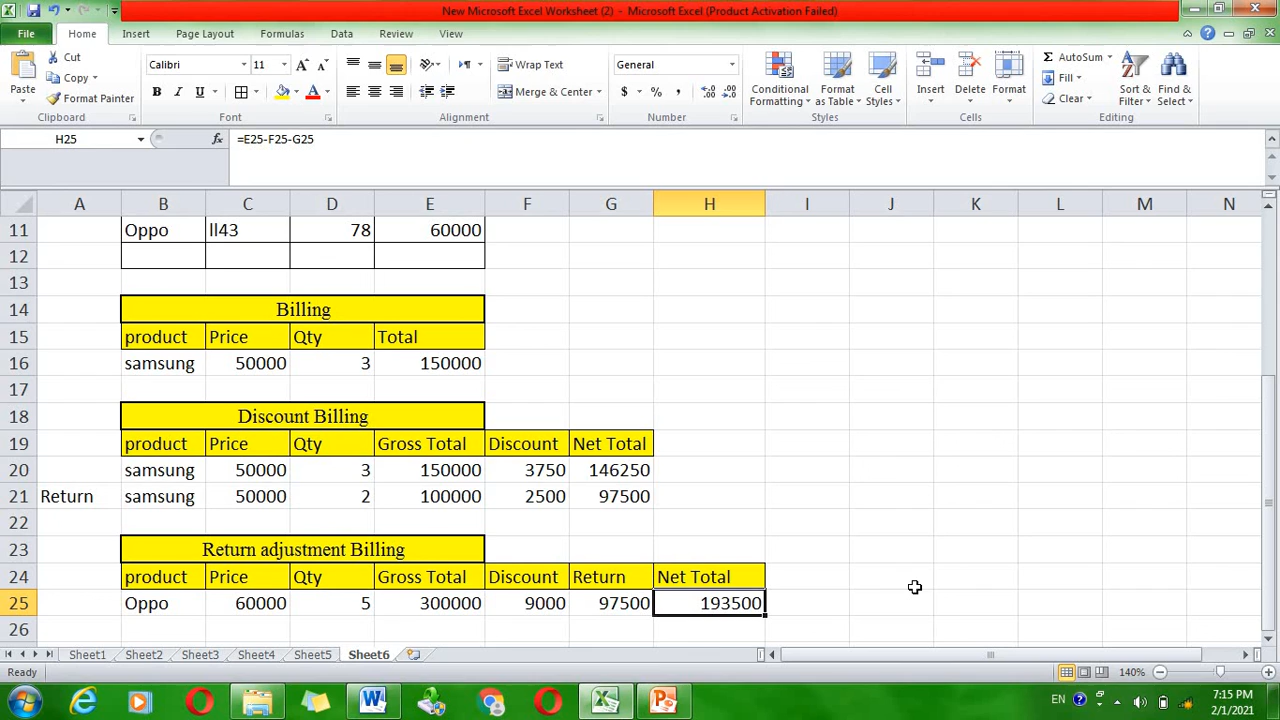 New Microsoft Excel Worksheet (2) - Microsoft Excel (Product Activation Failed)
File Home Insert Page Layout Formulas Data Review View
Paste Cut Copy Format Painter Clipboard
Calibri 11 B I U A A A Font
Wrap Text Merge & Center Alignment
General $ % , Number
Conditional Formatting Format as Table Cell Styles Styles
Insert Delete Format Cells
Σ AutoSum Fill Clear Sort & Filter Find & Select Editing
H25 fx =E25-F25-G25
A B C D E F G H I J K L M N
11 Oppo ll43 78 60000
12
13
14 Billing
15 product Price Qty Total
16 samsung 50000 3 150000
17
18 Discount Billing
19 product Price Qty Gross Total Discount Net Total
20 samsung 50000 3 150000 3750 146250
21 Return samsung 50000 2 100000 2500 97500
22
23 Return adjustment Billing
24 product Price Qty Gross Total Discount Return Net Total
25 Oppo 60000 5 300000 9000 97500 193500
26
Sheet1 Sheet2 Sheet3 Sheet4 Sheet5 Sheet6
Ready 140%
EN 7:15 PM
2/1/2021